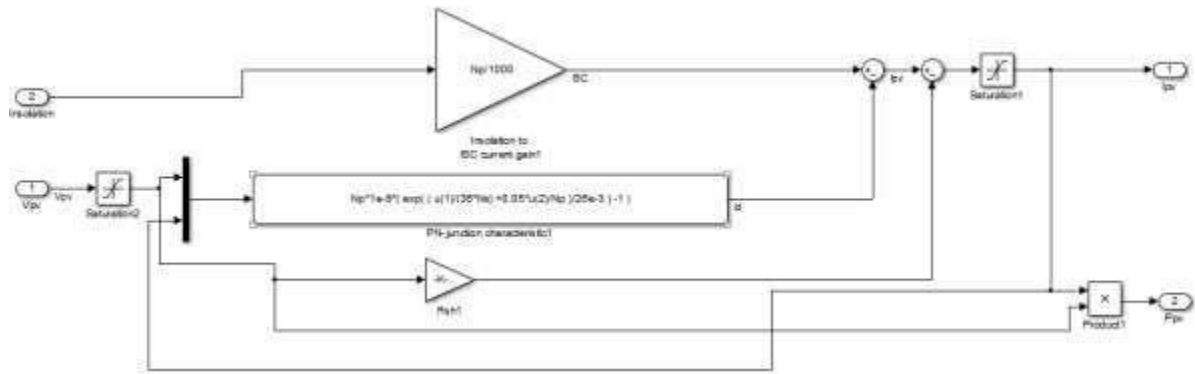 Np/1000
ISC
Ipv
Saturation1
1
Ipv
2
Insolation
Insolation to
ISC current gain1
1
Vpv
Vpv
Saturation2
PN-junction characteristic1
Rsh1
×
Product1
2
Ppv